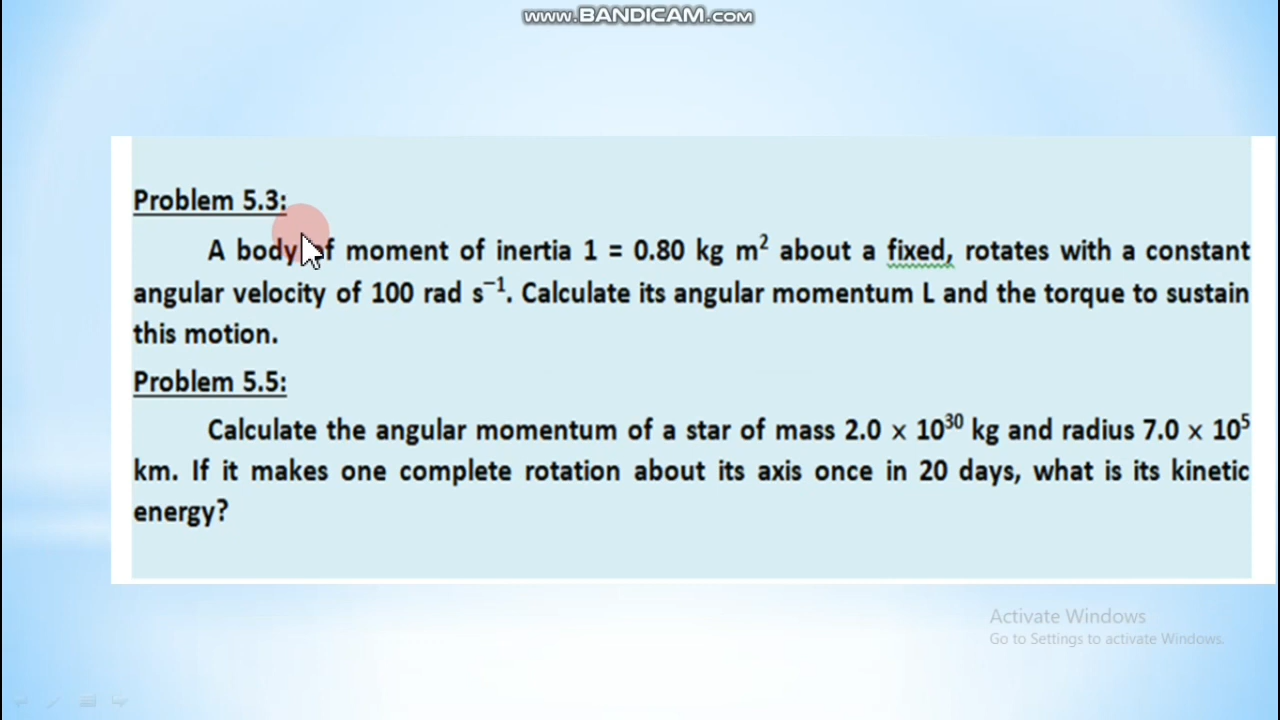 www.BANDICAM.com
Problem 5.3:
A body of moment of inertia 1 = 0.80 kg m² about a fixed, rotates with a constant
angular velocity of 100 rad s⁻¹. Calculate its angular momentum L and the torque to sustain
this motion.
Problem 5.5:
Calculate the angular momentum of a star of mass 2.0 × 10³⁰ kg and radius 7.0 × 10⁵
km. If it makes one complete rotation about its axis once in 20 days, what is its kinetic
energy?
Activate Windows
Go to Settings to activate Windows.